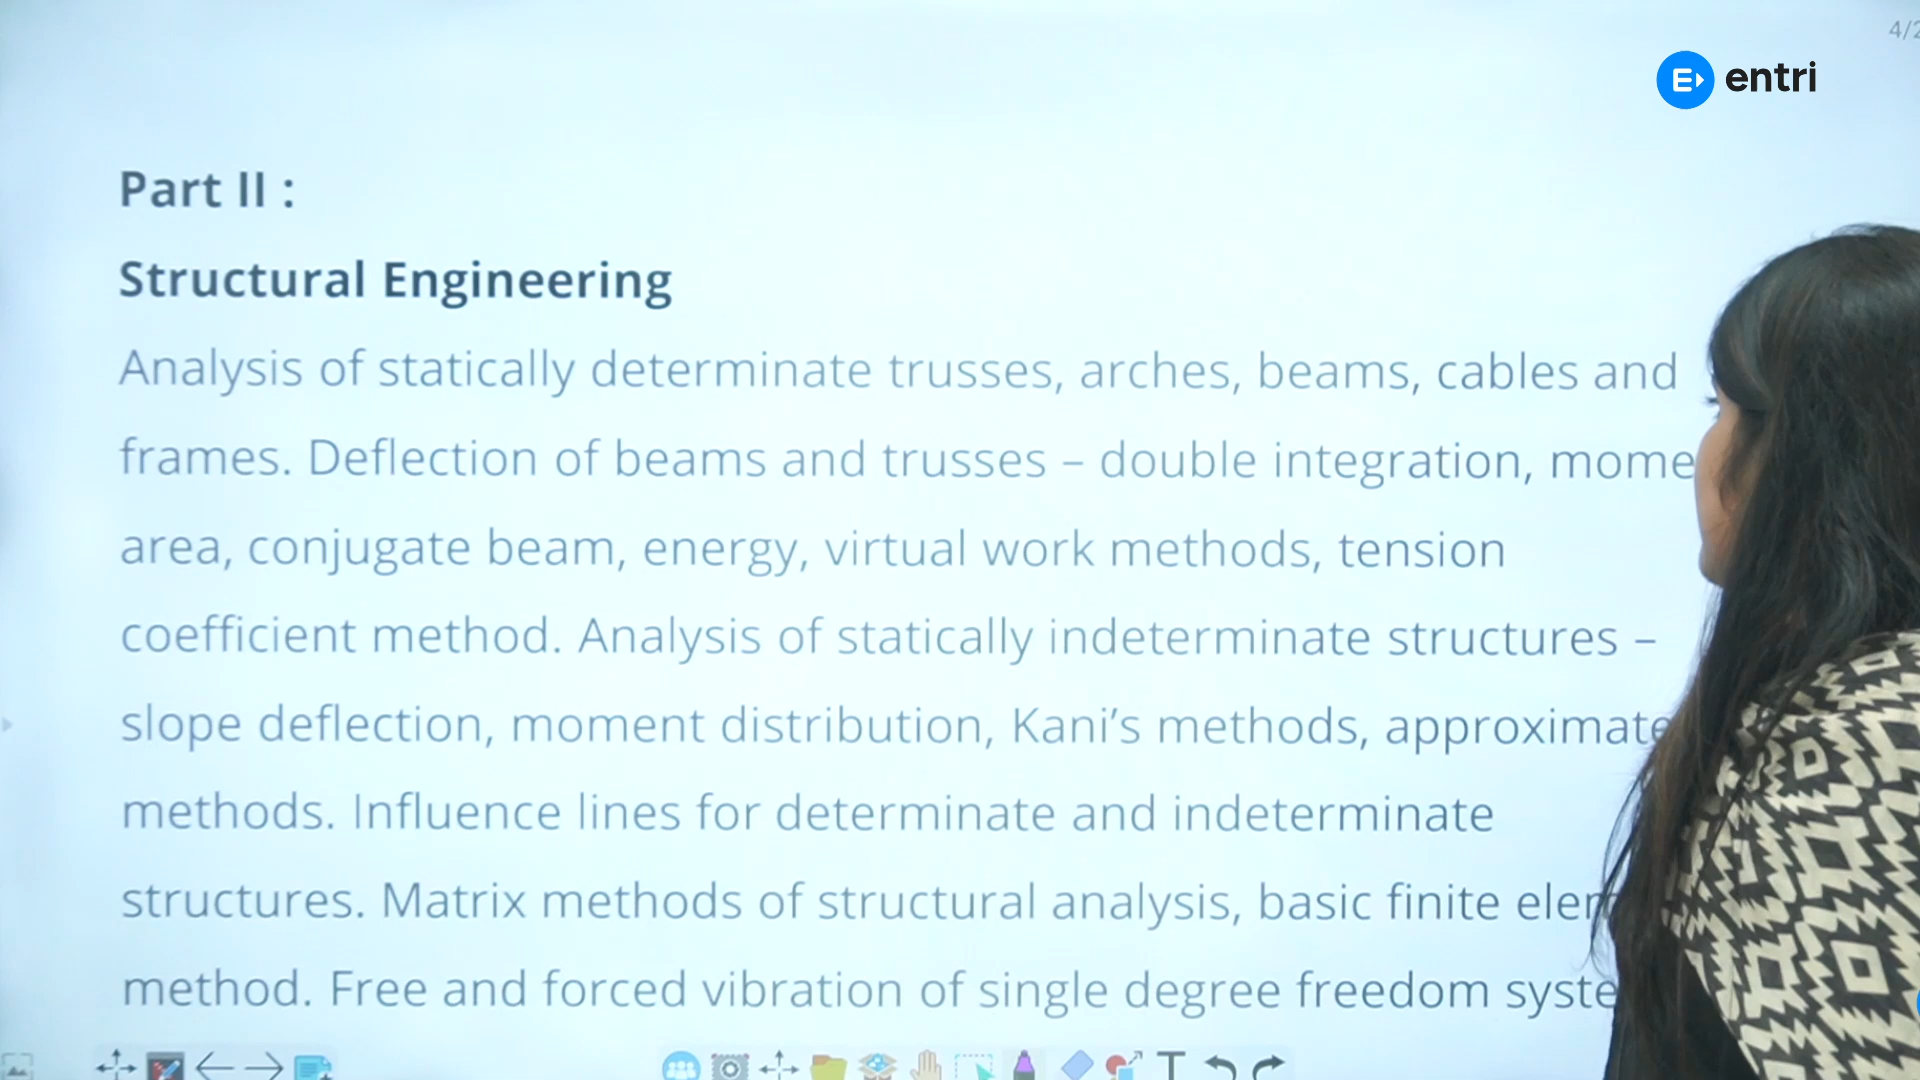 4/2
entri
Part II :
Structural Engineering
Analysis of statically determinate trusses, arches, beams, cables and
frames. Deflection of beams and trusses – double integration,
area, conjugate beam, energy, virtual work methods, tension
coefficient method. Analysis of statically indeterminate structures –
slope deflection, moment distribution, Kani’s methods, approximate
methods. Influence lines for determinate and indeterminate
structures. Matrix methods of structural analysis, basic finite
method. Free and forced vibration of single degree freedom